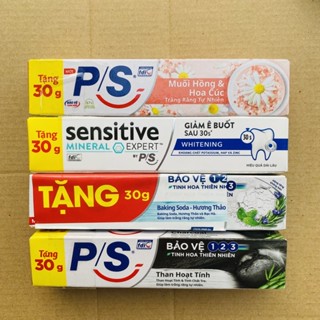 Tặng
30g
P/S
Muối Hồng &
Hoa Cúc
Trắng Răng Tự Nhiên
Tặng
30g
sensitive
MINERAL EXPERT™
BY P/S
GIẢM Ê BUỐT
SAU 30s*
WHITENING
30s
TẶNG
30g
BẢO VỆ 1 2 3
TINH HOA THIÊN NHIÊN
Baking Soda - Hương Thảo
Tặng
30g
P/S
BẢO VỆ 1 2 3
TINH HOA THIÊN NHIÊN
Than Hoạt Tính